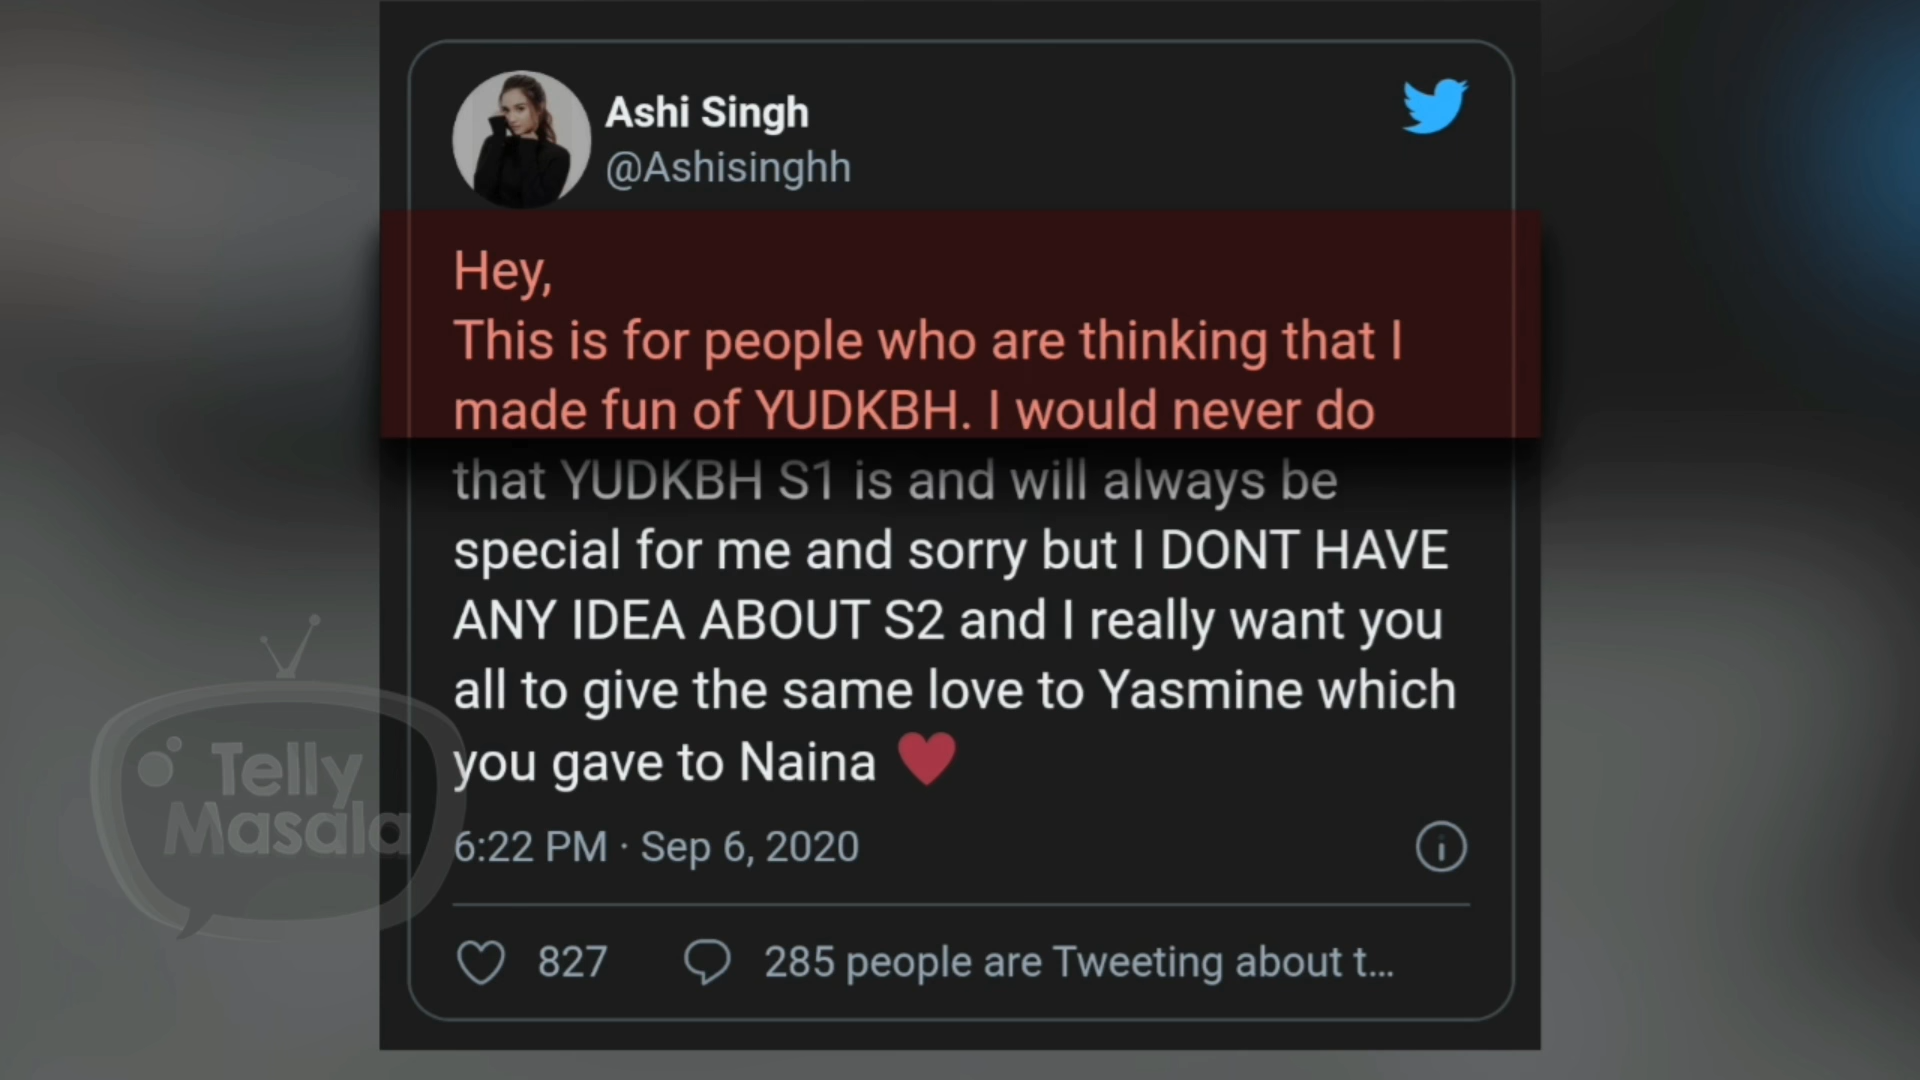 Ashi Singh
@Ashisinghh
Hey,
This is for people who are thinking that I
made fun of YUDKBH. I would never do
that YUDKBH S1 is and will always be
special for me and sorry but I DONT HAVE
ANY IDEA ABOUT S2 and I really want you
all to give the same love to Yasmine which
you gave to Naina ❤️
6:22 PM · Sep 6, 2020
827 285 people are Tweeting about t...
Telly
Masala